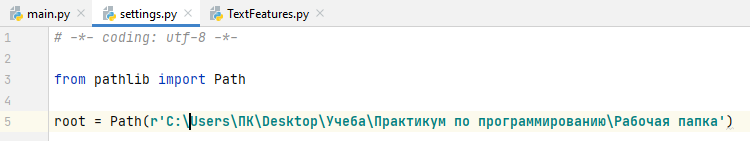 main.py settings.py TextFeatures.py
1 # -*- coding: utf-8 -*-
2
3 from pathlib import Path
4
5 root = Path(r'C:\Users\ПК\Desktop\Учеба\Практикум по программированию\Рабочая папка')